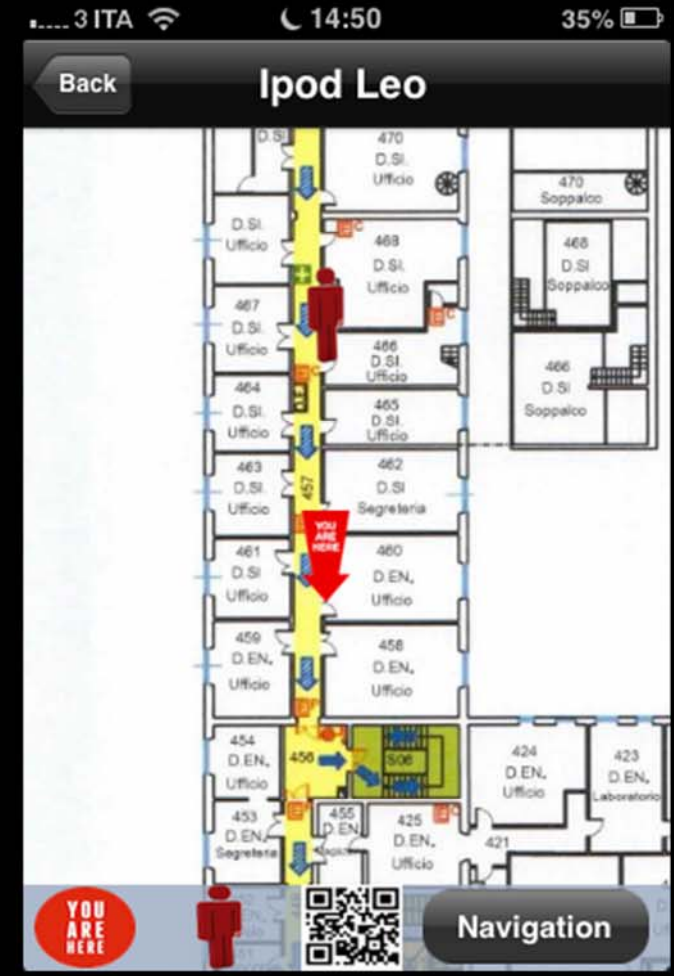 3 ITA 14:50 35%
Back
Ipod Leo
D.SI
470
D.SI.
Ufficio
470
Soppalco
D.SI.
Ufficio
C
468
D.SI.
Ufficio
C
468
D.SI
Soppalco
467
D.SI.
Ufficio
C
466
D.SI.
Ufficio
466
D.SI
Soppalco
464
D.SI.
Ufficio
465
D.SI.
Ufficio
463
D.SI.
Ufficio
457
462
D.SI
Segreteria
YOU
ARE
HERE
461
D.SI
Ufficio
460
D.EN.
Ufficio
459
D.EN.
Ufficio
458
D.EN.
Ufficio
454
D.EN.
Ufficio
456
S06
424
D.EN.
Ufficio
423
D.EN.
Laboratorio
453
D.EN.
Segreteria
455
D.EN
425
D.EN.
Ufficio
C
421
YOU
ARE
HERE
Navigation